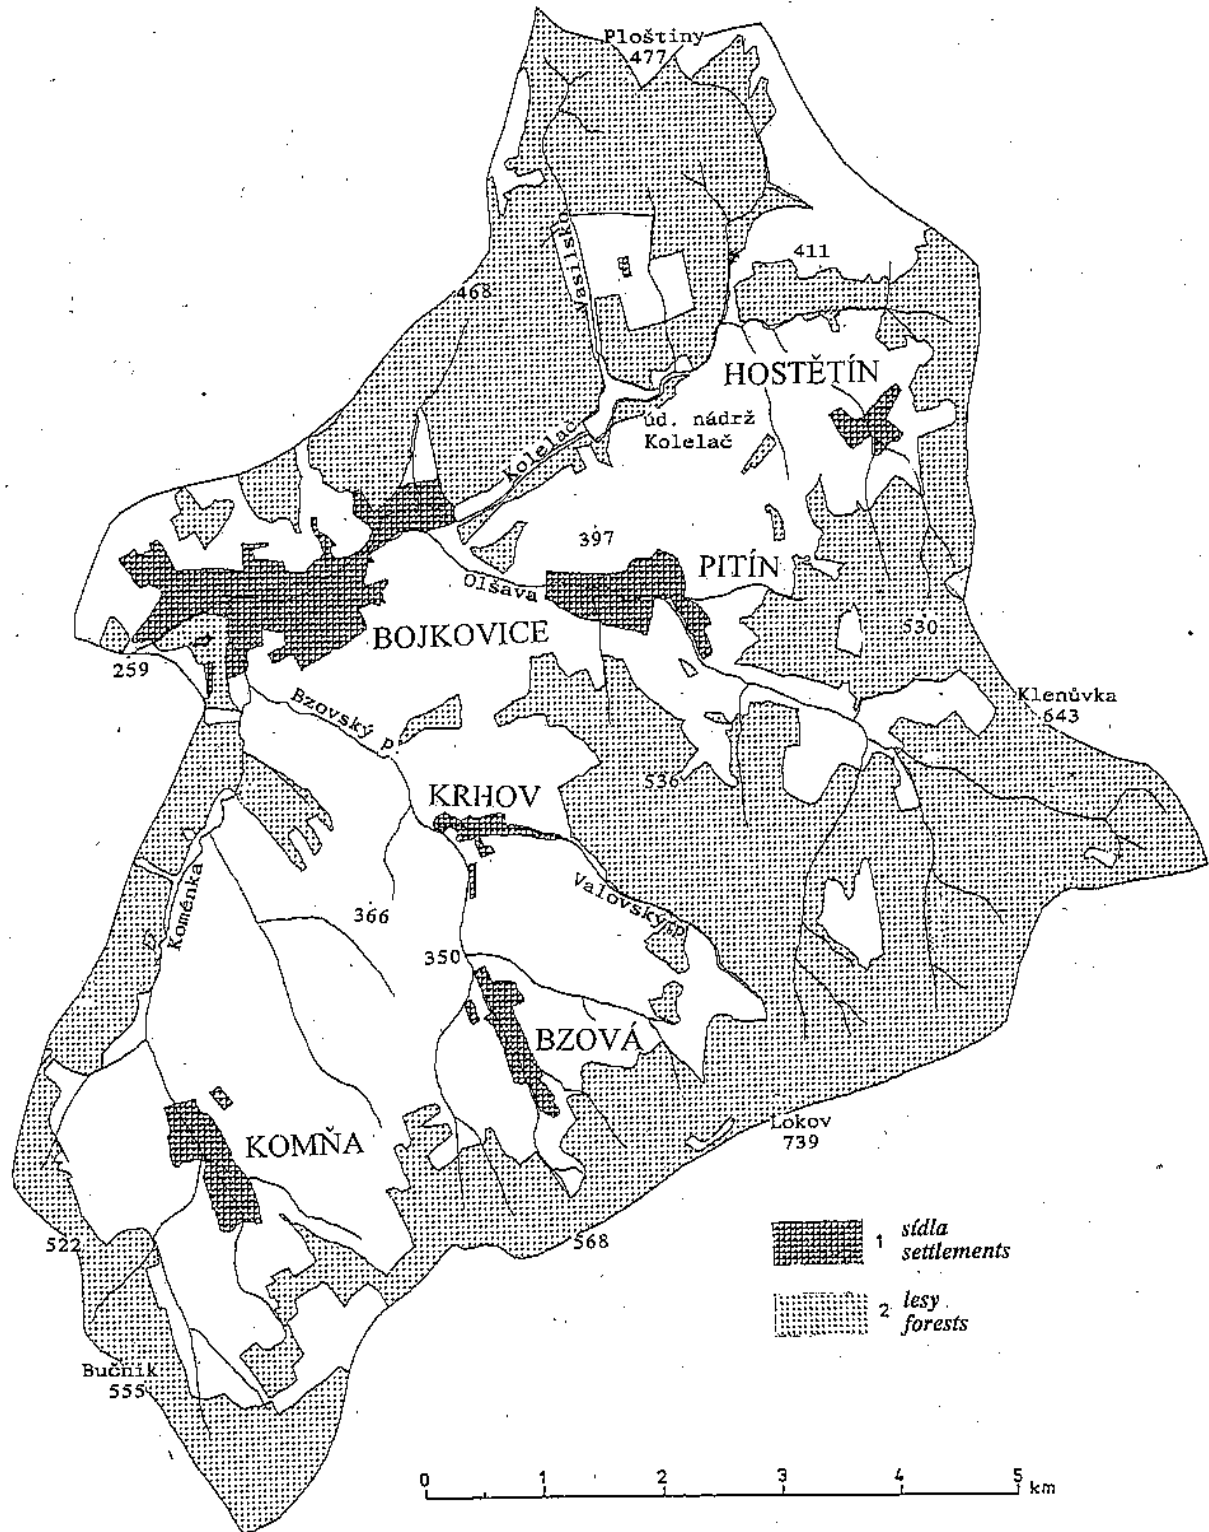 Ploštiny
477
Vasilsko
411
468
HOSTĚTÍN
úd. nádrž
Kolelač
Kolelač
397
PITÍN
Olšava
BOJKOVICE
530
259
Bzovský p.
Klenůvka
643
536
KRHOV
Koménka
Valovský p.
366
350
BZOVÁ
Lokov
739
KOMŇA
522
568
1 sídla
settlements
2 lesy
forests
Bučník
555
0 1 2 3 4 5
km